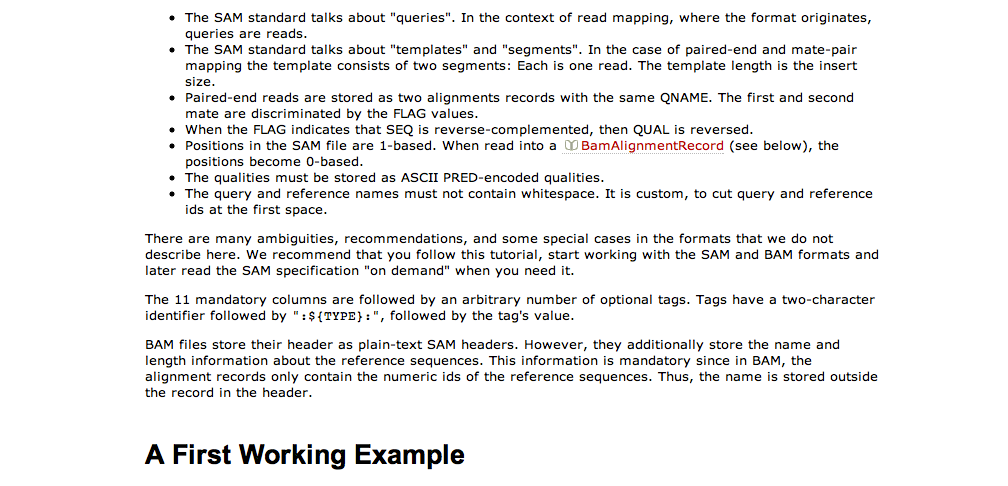 The SAM standard talks about "queries". In the context of read mapping, where the format originates,
queries are reads.
The SAM standard talks about "templates" and "segments". In the case of paired-end and mate-pair
mapping the template consists of two segments: Each is one read. The template length is the insert
size.
Paired-end reads are stored as two alignments records with the same QNAME. The first and second
mate are discriminated by the FLAG values.
When the FLAG indicates that SEQ is reverse-complemented, then QUAL is reversed.
Positions in the SAM file are 1-based. When read into a BamAlignmentRecord (see below), the
positions become 0-based.
The qualities must be stored as ASCII PRED-encoded qualities.
The query and reference names must not contain whitespace. It is custom, to cut query and reference
ids at the first space.
There are many ambiguities, recommendations, and some special cases in the formats that we do not
describe here. We recommend that you follow this tutorial, start working with the SAM and BAM formats and
later read the SAM specification "on demand" when you need it.
The 11 mandatory columns are followed by an arbitrary number of optional tags. Tags have a two-character
identifier followed by ":${TYPE}:", followed by the tag's value.
BAM files store their header as plain-text SAM headers. However, they additionally store the name and
length information about the reference sequences. This information is mandatory since in BAM, the
alignment records only contain the numeric ids of the reference sequences. Thus, the name is stored outside
the record in the header.
A First Working Example